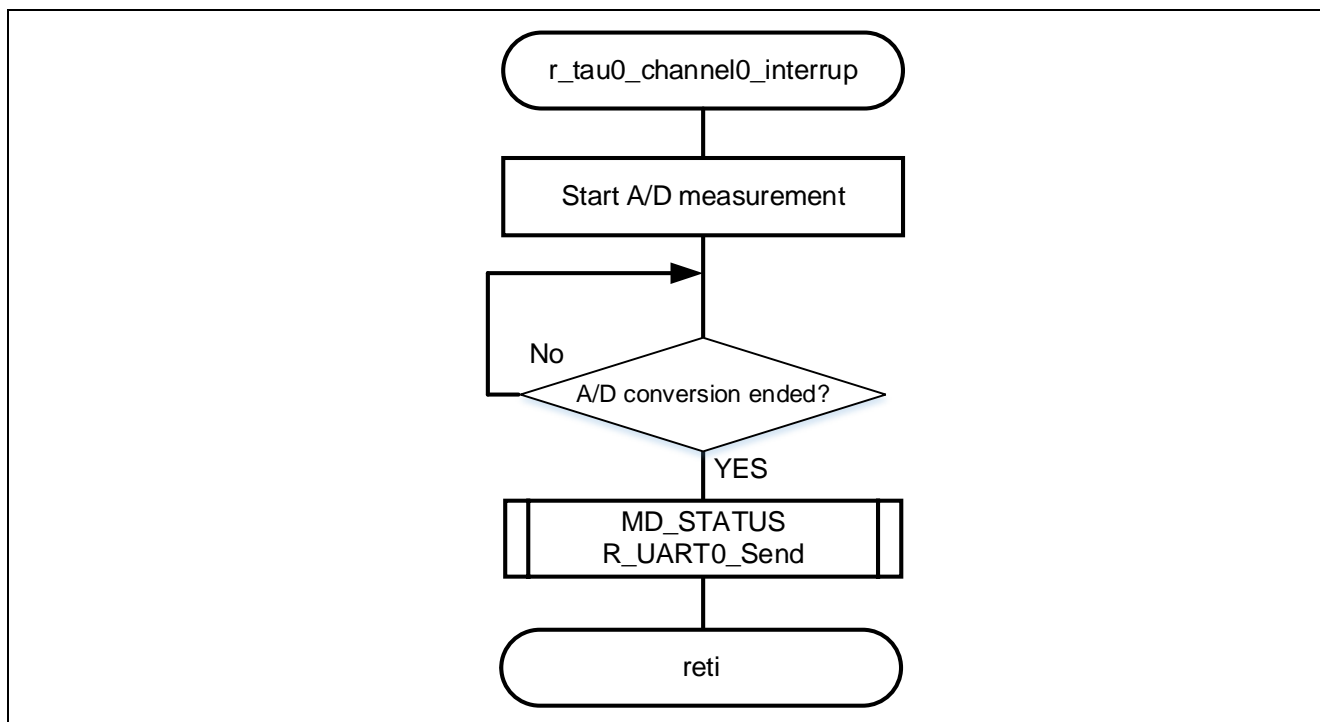 r_tau0_channel0_interrup
Start A/D measurement
No
A/D conversion ended?
YES
MD_STATUS
R_UART0_Send
reti